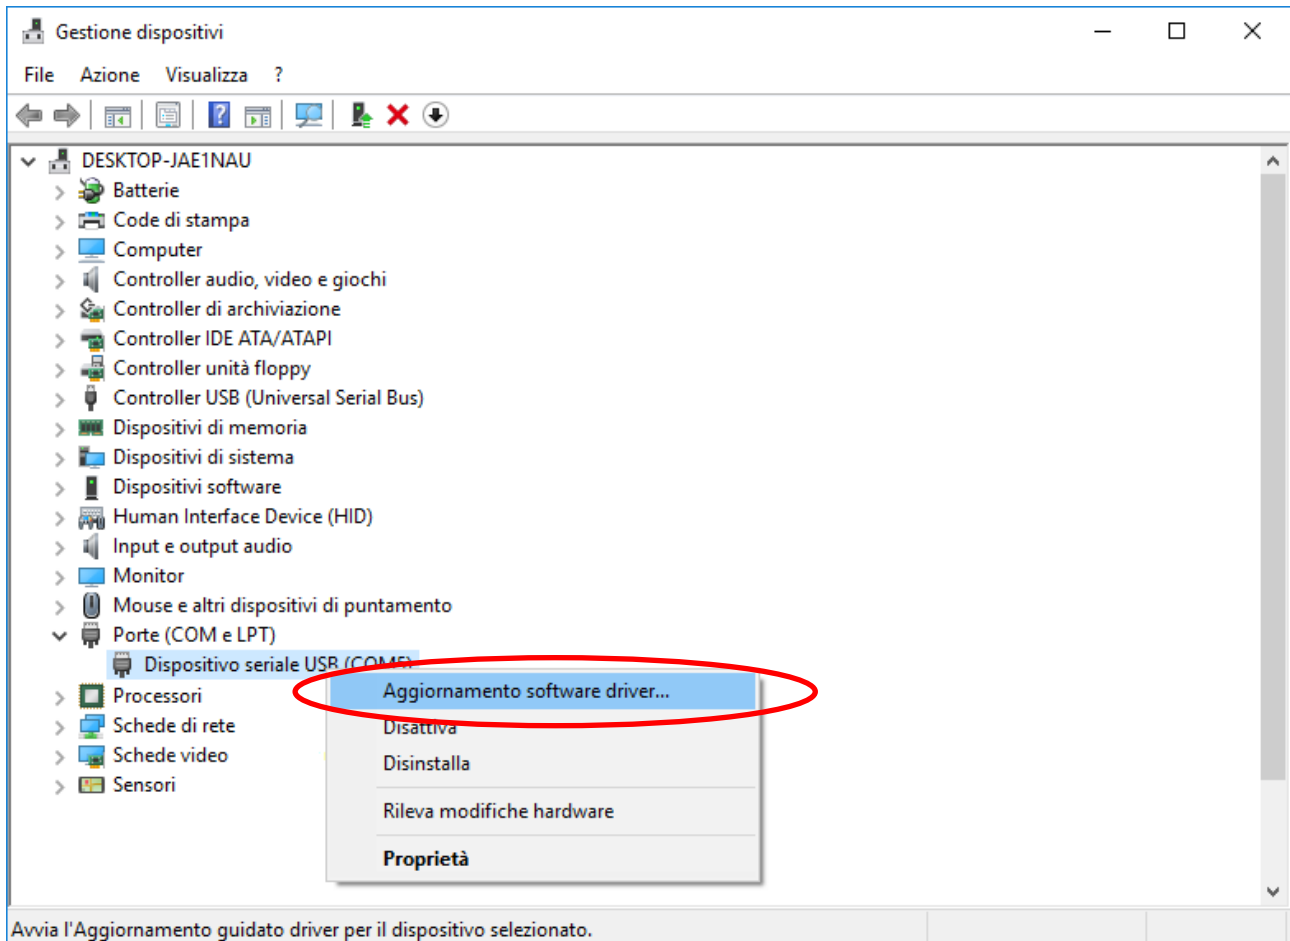 Gestione dispositivi
File Azione Visualizza ?
DESKTOP-JAE1NAU
Batterie
Code di stampa
Computer
Controller audio, video e giochi
Controller di archiviazione
Controller IDE ATA/ATAPI
Controller unità floppy
Controller USB (Universal Serial Bus)
Dispositivi di memoria
Dispositivi di sistema
Dispositivi software
Human Interface Device (HID)
Input e output audio
Monitor
Mouse e altri dispositivi di puntamento
Porte (COM e LPT)
Dispositivo seriale USB (COM5)
Processori
Schede di rete
Schede video
Sensori
Aggiornamento software driver...
Disattiva
Disinstalla
Rileva modifiche hardware
Proprietà
Avvia l'Aggiornamento guidato driver per il dispositivo selezionato.